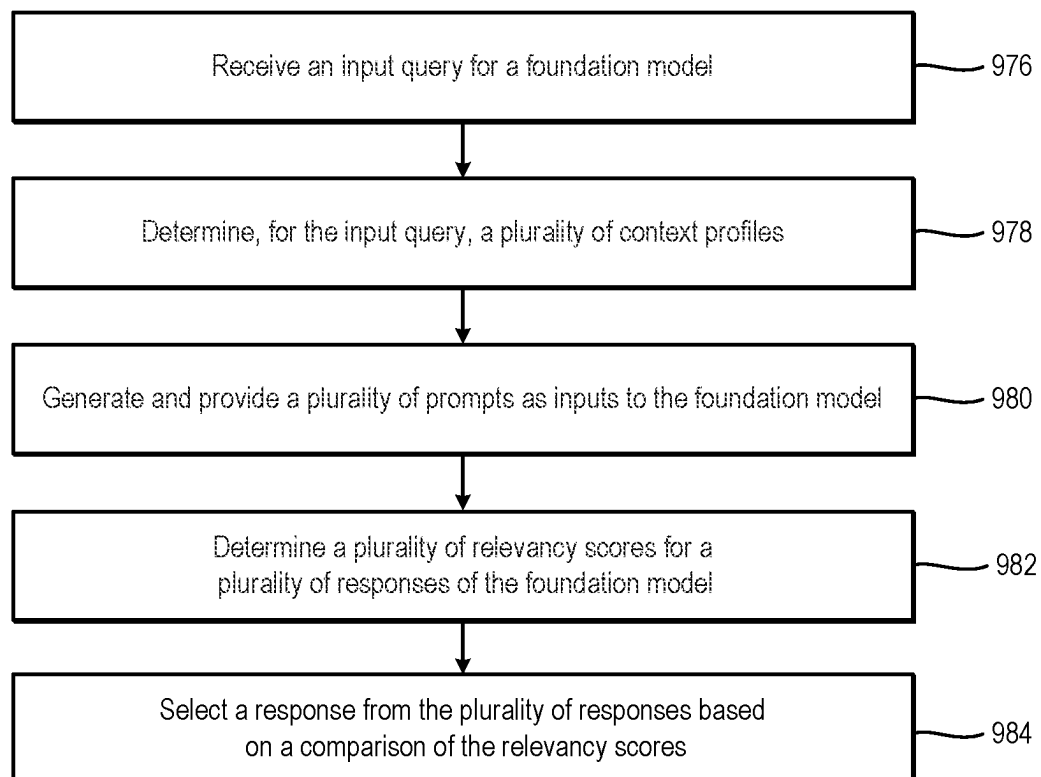 Receive an input query for a foundation model
976
Determine, for the input query, a plurality of context profiles
978
Generate and provide a plurality of prompts as inputs to the foundation model
980
Determine a plurality of relevancy scores for a
plurality of responses of the foundation model
982
Select a response from the plurality of responses based
on a comparison of the relevancy scores
984